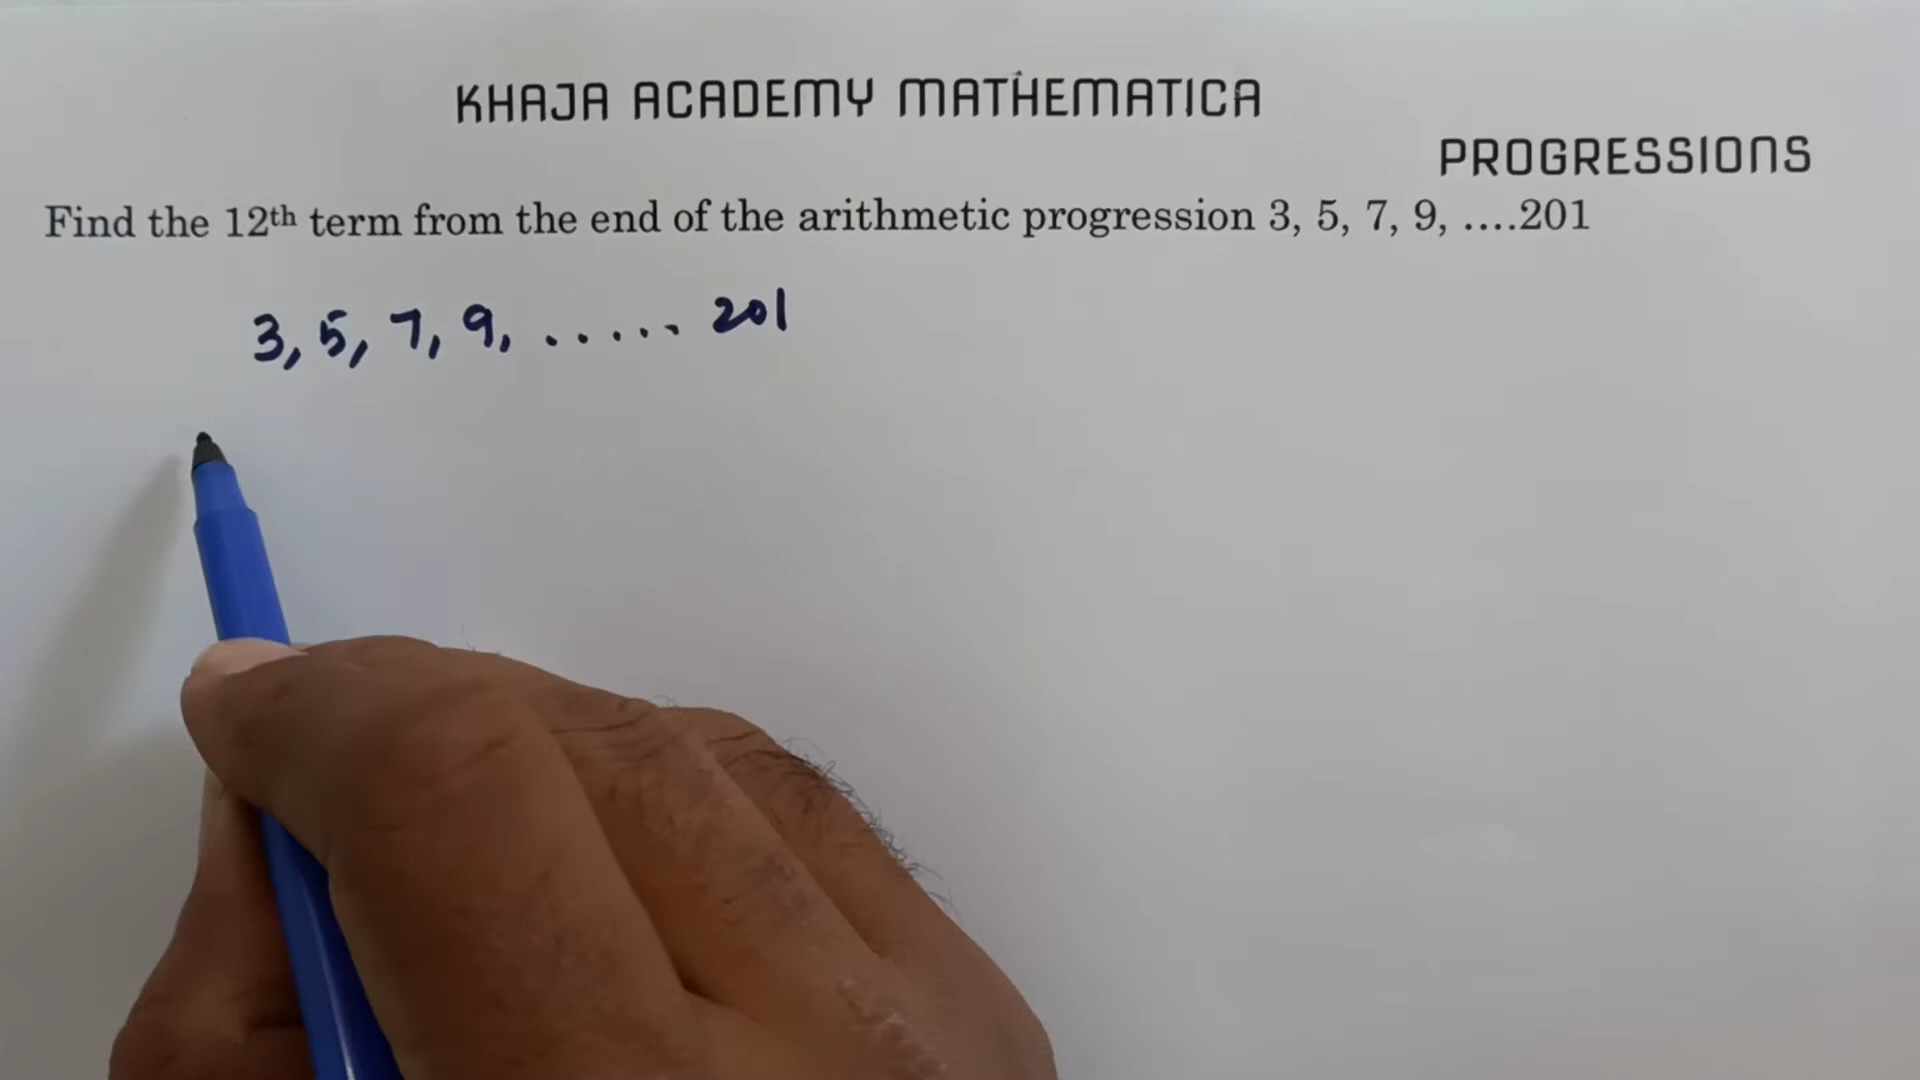 KHAJA ACADEMY MATHEMATICA
PROGRESSIONS
Find the 12th term from the end of the arithmetic progression 3, 5, 7, 9, ....201
3, 5, 7, 9, ..... 201